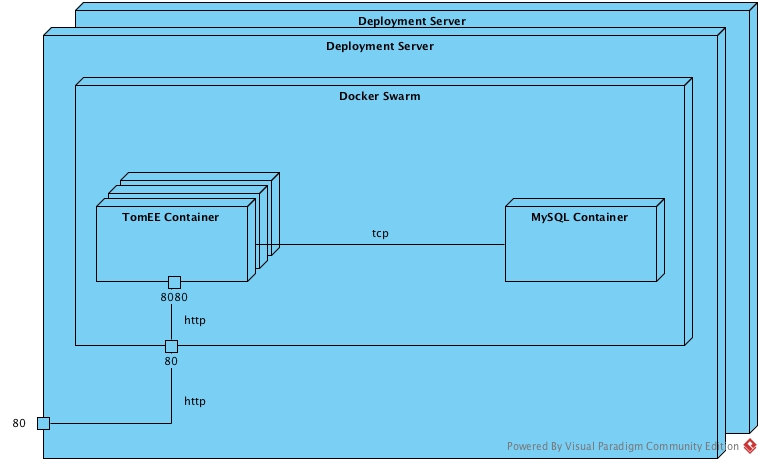 Deployment Server
Deployment Server
Docker Swarm
TomEE Container
MySQL Container
tcp
8080
http
80
http
80
Powered By Visual Paradigm Community Edition